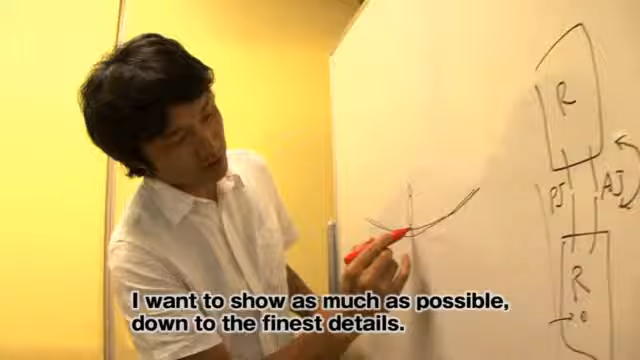 R
PJ
AJ
R
I want to show as much as possible,
down to the finest details.